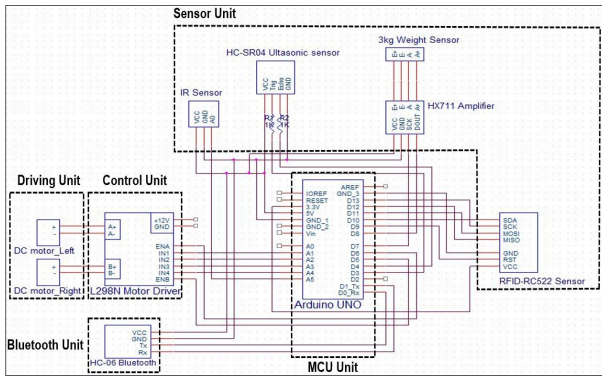 Sensor Unit
3kg Weight Sensor
E+
E-
A-
A+
HC-SR04 Ultasonic sensor
VCC
Trig
Echo
GND
IR Sensor
VCC
GND
A0
E+
E-
A-
A+
HX711 Amplifier
VCC
GND
SCK
DOUT
R1
1K
R2
1K
Driving Unit
Control Unit
+
-
DC motor_Left
+
-
DC motor_Right
A+
A-
B+
B-
+12V
GND
ENA
IN1
IN2
IN3
IN4
ENB
L298N Motor Driver
IOREF
RESET
3.3V
5V
GND_1
GND_2
Vin
A0
A1
A2
A3
A4
A5
AREF
GND_3
D13
D12
D11
D10
D9
D8
D7
D6
D5
D4
D3
D2
D1_Tx
D0_Rx
Arduino UNO
SDA
SCK
MOSI
MISO
GND
RST
VCC
RFID-RC522 Sensor
Bluetooth Unit
VCC
GND
Tx
Rx
HC-06 Bluetooth
MCU Unit